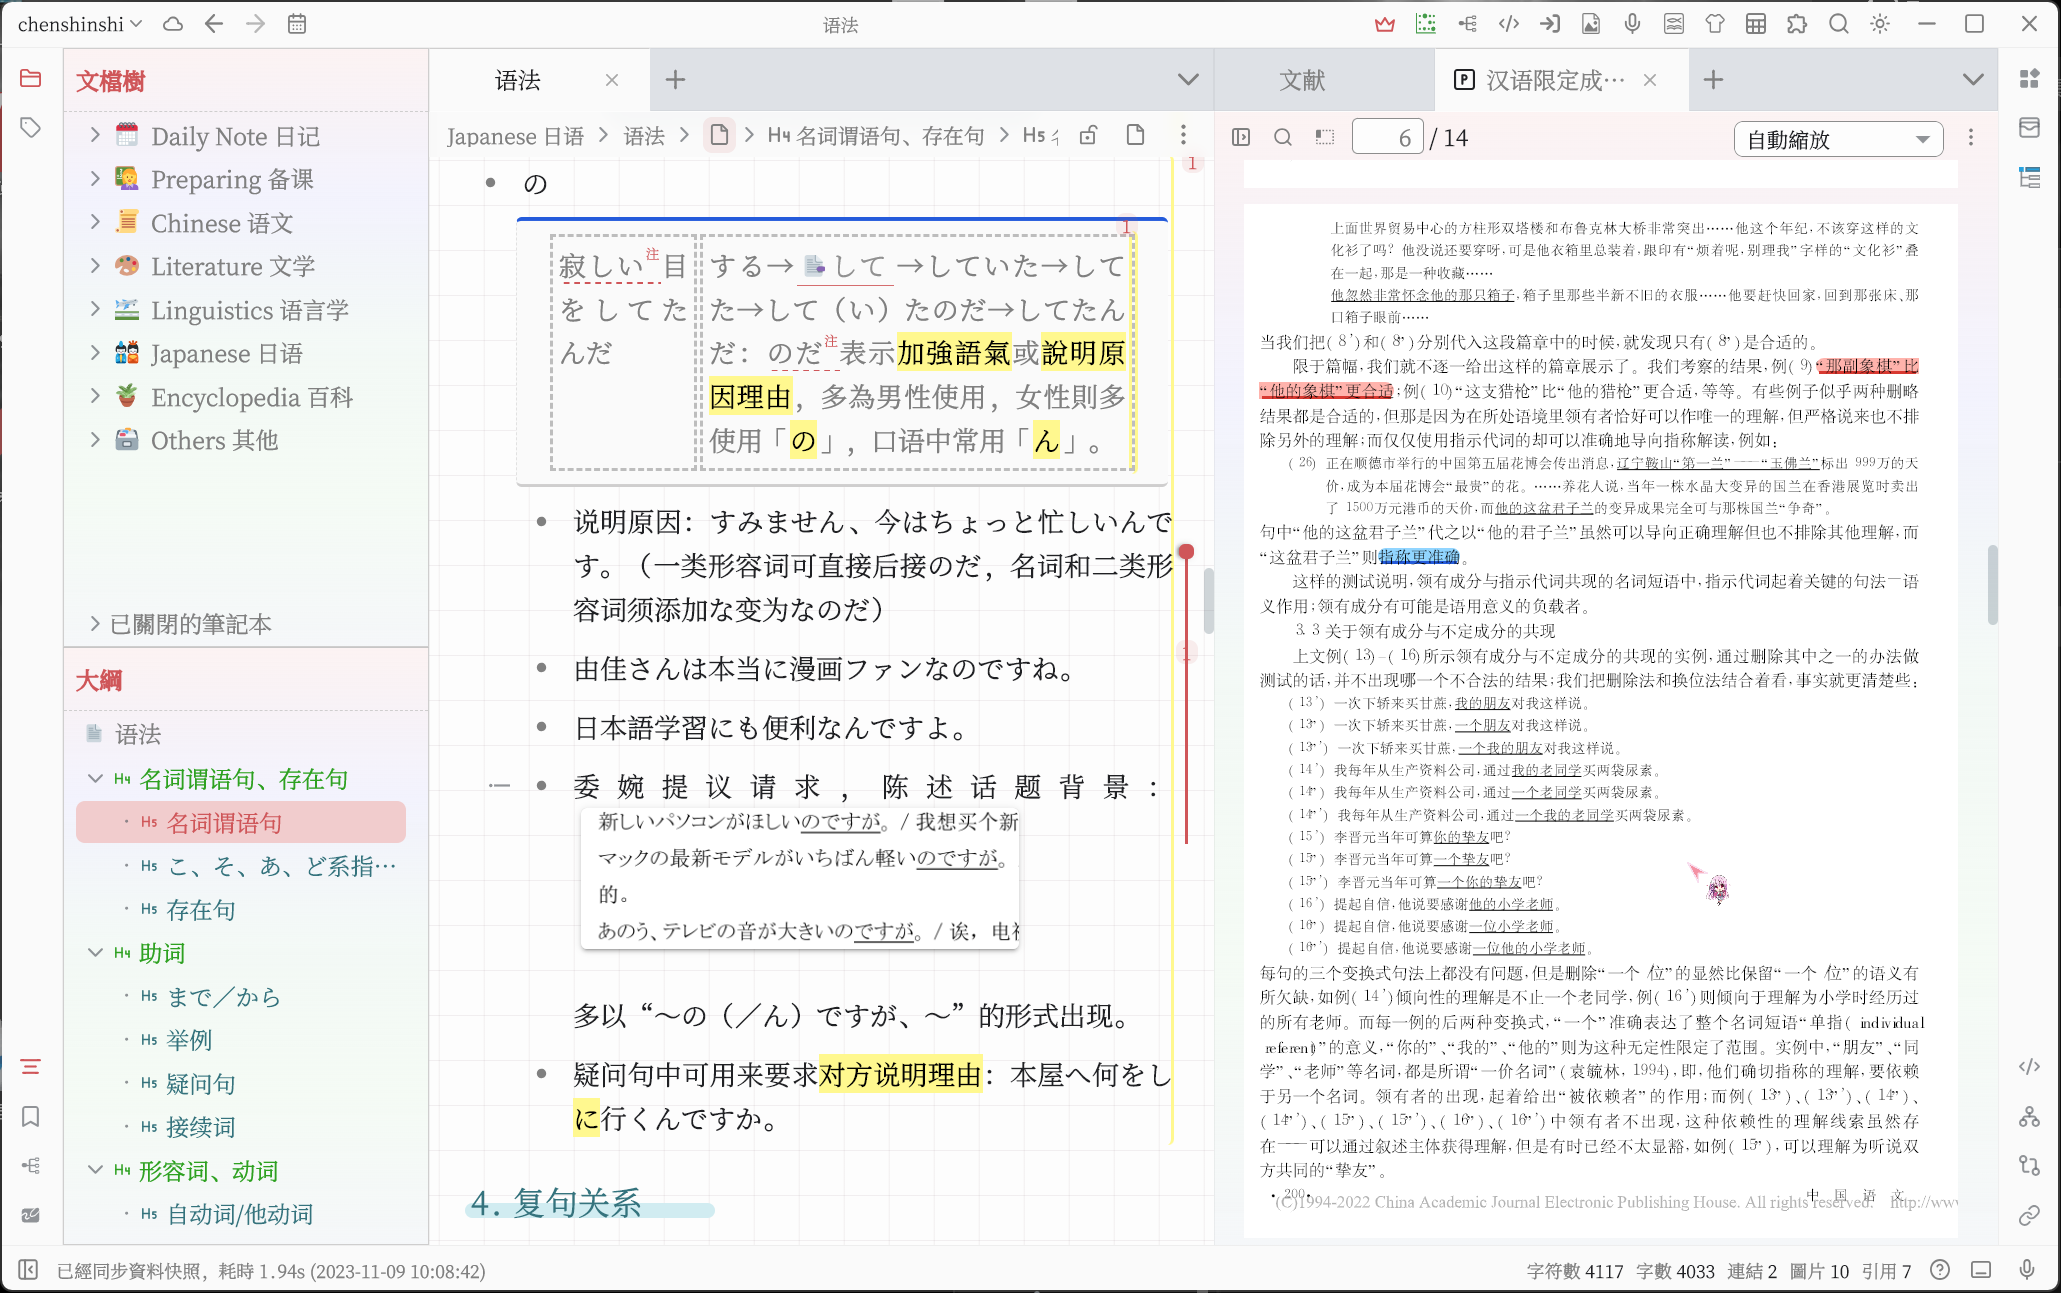 chenshinshi
语法
文檔樹
Daily Note 日记
Preparing 备课
Chinese 语文
Literature 文学
Linguistics 语言学
Japanese 日语
Encyclopedia 百科
Others 其他
已關閉的筆記本
大綱
语法
H4 名词谓语句、存在句
H5 名词谓语句
H5 こ、そ、あ、ど系指…
H5 存在句
H4 助词
H5 まで／から
H5 举例
H5 疑问句
H5 接续词
H4 形容词、动词
H5 自动词/他动词
语法
Japanese 日语 > 语法 > > H4 名词谓语句、存在句 > H5
1
の
1
寂しい注目
をしてた
んだ
する→ して →していた→して
た→して（い）たのだ→してたん
だ：のだ注表示加強語氣或說明原
因理由，多為男性使用，女性則多
使用「の」，口语中常用「ん」。
说明原因：すみません、今はちょっと忙しいんで
す。（一类形容词可直接后接のだ，名词和二类形
容词须添加な变为なのだ）
1
由佳さんは本当に漫画ファンなのですね。
日本語学習にも便利なんですよ。
委婉提议请求，陈述话题背景：
新しいパソコンがほしいのですが。/ 我想买个新
マックの最新モデルがいちばん軽いのですが。
的。
あのう、テレビの音が大きいのですが。/ 诶，电
多以“～の（／ん）ですが、～”的形式出现。
疑问句中可用来要求对方说明理由：本屋へ何をし
に行くんですか。
4. 复句关系
文献
汉语限定成…
6 / 14
自動縮放
上面世界贸易中心的方柱形双塔楼和布鲁克林大桥非常突出……他这个年纪,不该穿这样的文
化衫了吗? 他没说还要穿呀,可是他衣箱里总装着,跟印有“烦着呢,别理我”字样的“文化衫”叠
在一起,那是一种收藏……
他忽然非常怀念他的那只箱子,箱子里那些半新不旧的衣服……他要赶快回家,回到那张床、那
口箱子眼前……
当我们把(8’)和(8”)分别代入这段篇章中的时候,就发现只有(8”)是合适的。
限于篇幅,我们就不逐一给出这样的篇章展示了。我们考察的结果,例(9)“那副象棋”比
“他的象棋”更合适;例(10)“这支猎枪”比“他的猎枪”更合适,等等。有些例子似乎两种删略
结果都是合适的,但那是因为在所处语境里领有者恰好可以作唯一的理解,但严格说来也不排
除另外的理解;而仅仅使用指示代词的却可以准确地导向指称解读,例如:
(26) 正在顺德市举行的中国第五届花博会传出消息,辽宁鞍山“第一兰”——“玉佛兰”标出 999万的天
价,成为本届花博会“最贵”的花。……养花人说,当年一株水晶大变异的国兰在香港展览时卖出
了 1500万元港币的天价,而他的这盆君子兰的变异成果完全可与那株国兰“争奇”。
句中“他的这盆君子兰”代之以“他的君子兰”虽然可以导向正确理解但也不排除其他理解,而
“这盆君子兰”则指称更准确。
这样的测试说明,领有成分与指示代词共现的名词短语中,指示代词起着关键的句法—语
义作用;领有成分有可能是语用意义的负载者。
3.3 关于领有成分与不定成分的共现
上文例(13)–(16)所示领有成分与不定成分的共现的实例,通过删除其中之一的办法做
测试的话,并不出现哪一个不合法的结果;我们把删除法和换位法结合着看,事实就更清楚些:
(13’) 一次下轿来买甘蔗,我的朋友对我这样说。
(13”) 一次下轿来买甘蔗,一个朋友对我这样说。
(13”’) 一次下轿来买甘蔗,一个我的朋友对我这样说。
(14’) 我每年从生产资料公司,通过我的老同学买两袋尿素。
(14”) 我每年从生产资料公司,通过一个老同学买两袋尿素。
(14”’) 我每年从生产资料公司,通过一个我的老同学买两袋尿素。
(15’) 李晋元当年可算你的挚友吧?
(15”) 李晋元当年可算一个挚友吧?
(15”’) 李晋元当年可算一个你的挚友吧?
(16’) 提起自信,他说要感谢他的小学老师。
(16”) 提起自信,他说要感谢一位小学老师。
(16”’) 提起自信,他说要感谢一位他的小学老师。
每句的三个变换式句法上都没有问题,但是删除“一个/位”的显然比保留“一个/位”的语义有
所欠缺,如例(14’)倾向性的理解是不止一个老同学,例(16’)则倾向于理解为小学时经历过
的所有老师。而每一例的后两种变换式,“一个”准确表达了整个名词短语“单指(individual
referent)”的意义,“你的”、“我的”、“他的”则为这种无定性限定了范围。实例中,“朋友”、“同
学”、“老师”等名词,都是所谓“一价名词”(袁毓林,1994),即,他们确切指称的理解,要依赖
于另一个名词。领有者的出现,起着给出“被依赖者”的作用;而例(13”)、(13”’)、(14”)、
(14”’)、(15”)、(15”’)、(16”)、(16”’)中领有者不出现,这种依赖性的理解线索虽然存
在——可以通过叙述主体获得理解,但是有时已经不太显豁,如例(15”),可以理解为听说双
方共同的“挚友”。
• 200• 中 国 语 文
(C)1994-2022 China Academic Journal Electronic Publishing House. All rights reserved. http://www
已經同步資料快照，耗時 1.94s (2023-11-09 10:08:42)
字符數 4117 字數 4033 連結 2 圖片 10 引用 7